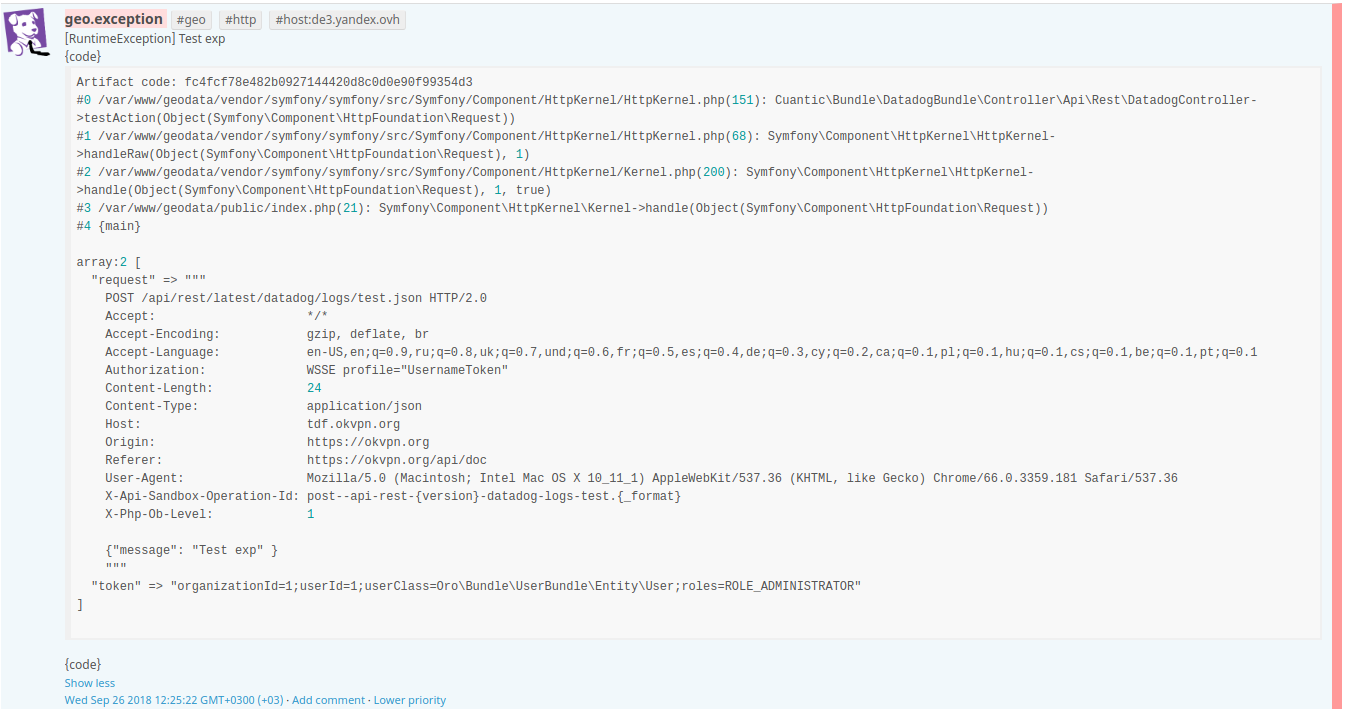 geo.exception #geo #http #host:de3.yandex.ovh
[RuntimeException] Test exp
{code}
Artifact code: fc4fcf78e482b0927144420d8c0d0e90f99354d3
#0 /var/www/geodata/vendor/symfony/symfony/src/Symfony/Component/HttpKernel/HttpKernel.php(151): Cuantic\Bundle\DatadogBundle\Controller\Api\Rest\DatadogController-
>testAction(Object(Symfony\Component\HttpFoundation\Request))
#1 /var/www/geodata/vendor/symfony/symfony/src/Symfony/Component/HttpKernel/HttpKernel.php(68): Symfony\Component\HttpKernel\HttpKernel-
>handleRaw(Object(Symfony\Component\HttpFoundation\Request), 1)
#2 /var/www/geodata/vendor/symfony/symfony/src/Symfony/Component/HttpKernel/Kernel.php(200): Symfony\Component\HttpKernel\HttpKernel-
>handle(Object(Symfony\Component\HttpFoundation\Request), 1, true)
#3 /var/www/geodata/public/index.php(21): Symfony\Component\HttpKernel\Kernel->handle(Object(Symfony\Component\HttpFoundation\Request))
#4 {main}
array:2 [
"request" => """
POST /api/rest/latest/datadog/logs/test.json HTTP/2.0
Accept: */*
Accept-Encoding: gzip, deflate, br
Accept-Language: en-US,en;q=0.9,ru;q=0.8,uk;q=0.7,und;q=0.6,fr;q=0.5,es;q=0.4,de;q=0.3,cy;q=0.2,ca;q=0.1,pl;q=0.1,hu;q=0.1,cs;q=0.1,be;q=0.1,pt;q=0.1
Authorization: WSSE profile="UsernameToken"
Content-Length: 24
Content-Type: application/json
Host: tdf.okvpn.org
Origin: https://okvpn.org
Referer: https://okvpn.org/api/doc
User-Agent: Mozilla/5.0 (Macintosh; Intel Mac OS X 10_11_1) AppleWebKit/537.36 (KHTML, like Gecko) Chrome/66.0.3359.181 Safari/537.36
X-Api-Sandbox-Operation-Id: post--api-rest-{version}-datadog-logs-test.{_format}
X-Php-Ob-Level: 1
{"message": "Test exp" }
"""
"token" => "organizationId=1;userId=1;userClass=Oro\Bundle\UserBundle\Entity\User;roles=ROLE_ADMINISTRATOR"
]
{code}
Show less
Wed Sep 26 2018 12:25:22 GMT+0300 (+03) · Add comment · Lower priority